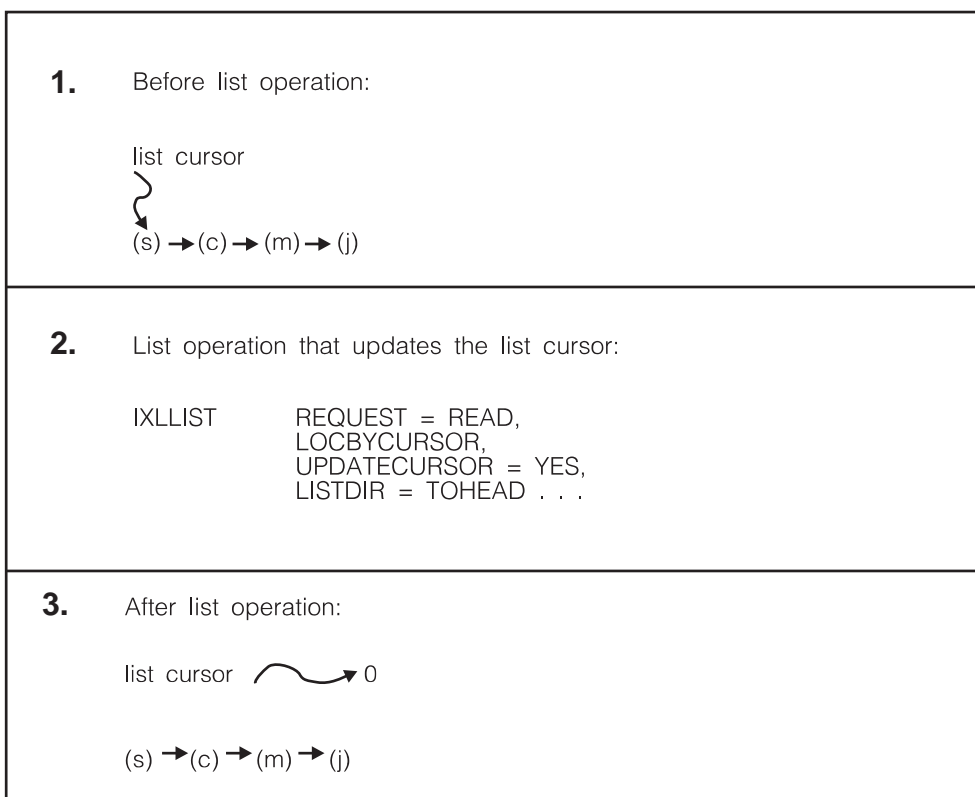 1. Before list operation:
list cursor
(s) → (c) → (m) → (j)
2. List operation that updates the list cursor:
IXLLIST REQUEST = READ,
LOCBYCURSOR,
UPDATECURSOR = YES,
LISTDIR = TOHEAD . . .
3. After list operation:
list cursor 0
(s) → (c) → (m) → (j)